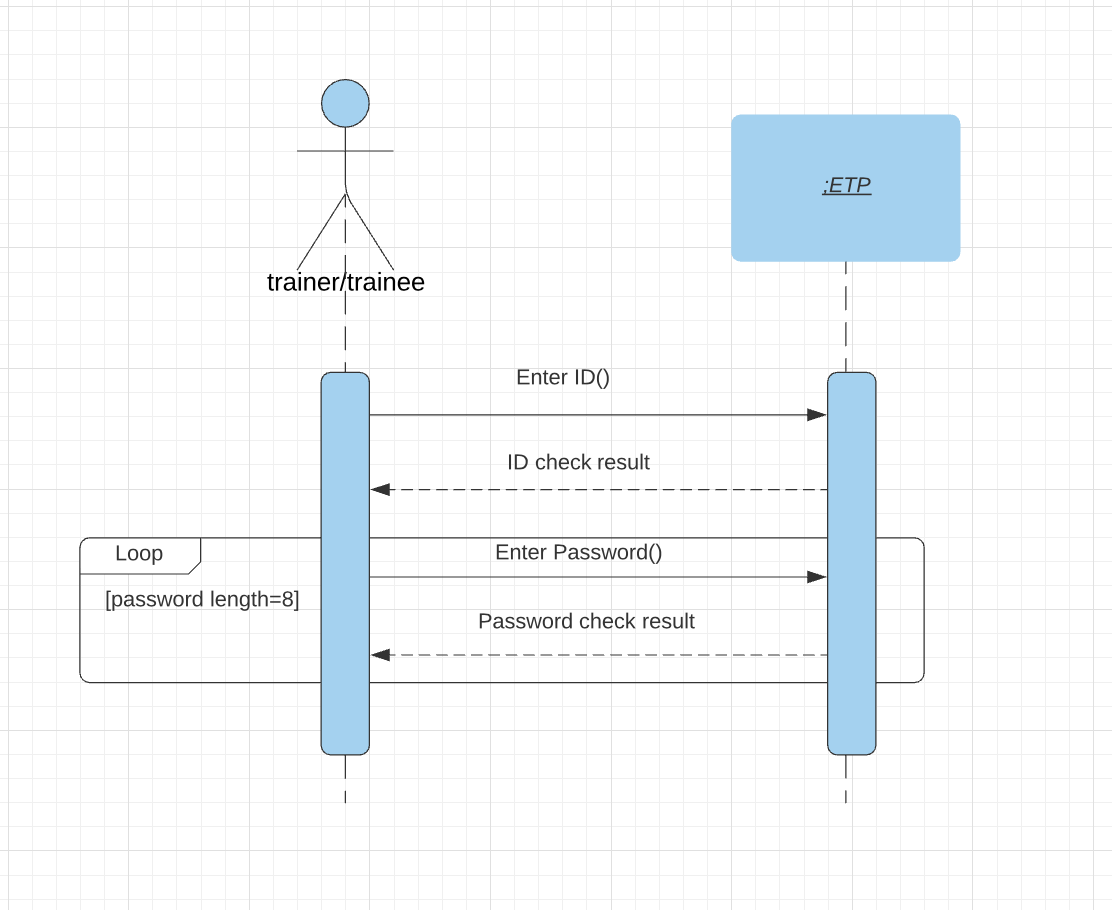 ;ETP
trainer/trainee
Enter ID()
ID check result
Loop
Enter Password()
[password length=8]
Password check result